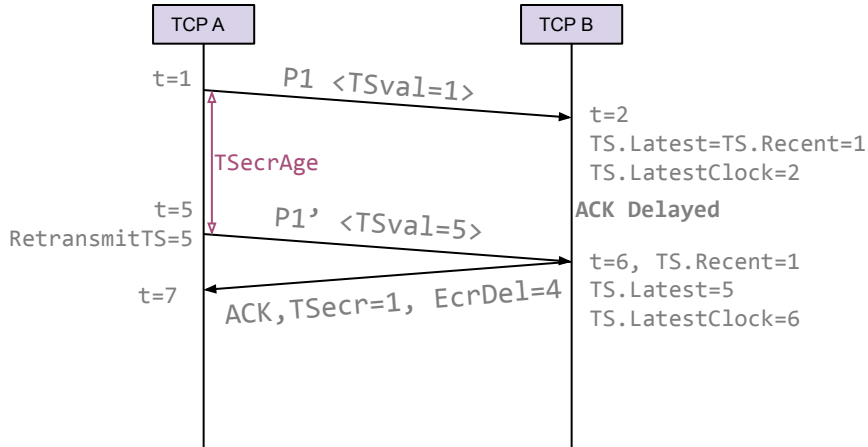 TCP A
TCP B
t=1
P1 <TSval=1>
t=2
TS.Latest=TS.Recent=1
TS.LatestClock=2
TSecrAge
ACK Delayed
t=5
RetransmitTS=5
P1’ <TSval=5>
t=6, TS.Recent=1
TS.Latest=5
TS.LatestClock=6
t=7
ACK,TSecr=1, EcrDel=4